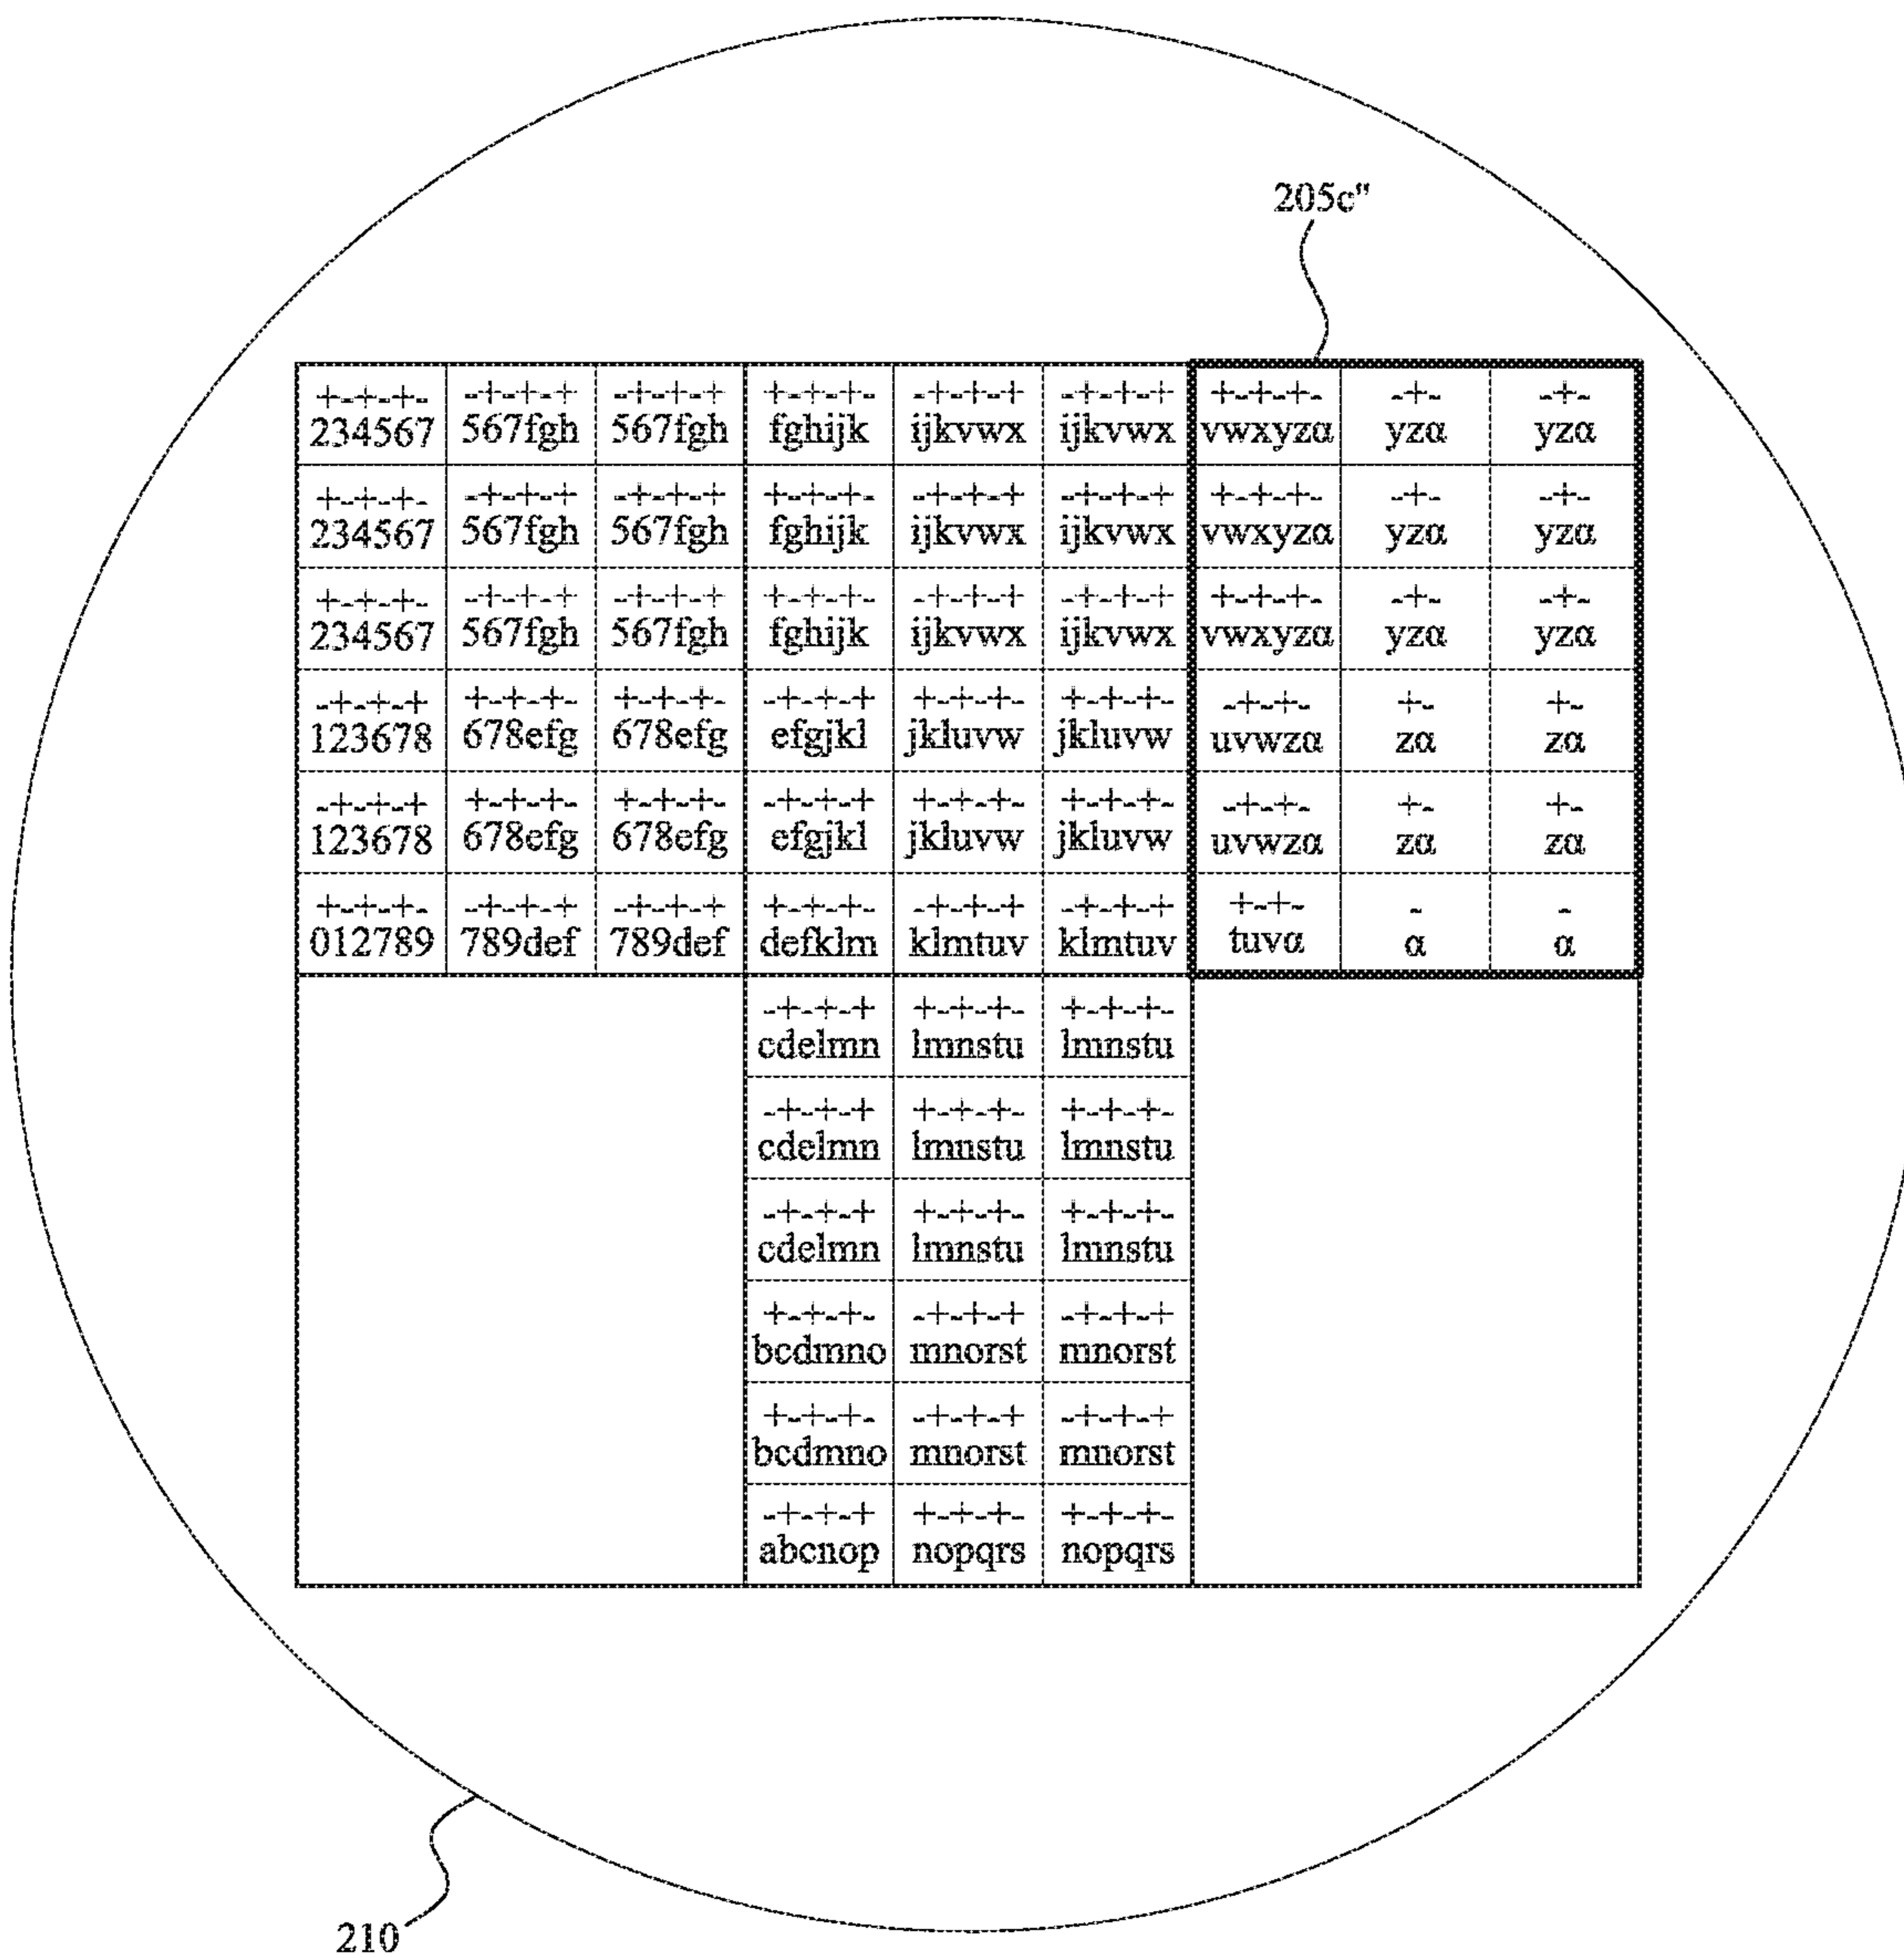 205c"
+-+-+- -+-+-+ -+-+-+ +-+-+- -+-+-+ -+-+-+ +-+-+- -+- -+-
234567 567fgh 567fgh fghijk ijkvwx ijkvwx vwxyzα yzα yzα
+-+-+- -+-+-+ -+-+-+ +-+-+- -+-+-+ -+-+-+ +-+-+- -+- -+-
234567 567fgh 567fgh fghijk ijkvwx ijkvwx vwxyzα yzα yzα
+-+-+- -+-+-+ -+-+-+ +-+-+- -+-+-+ -+-+-+ +-+-+- -+- -+-
234567 567fgh 567fgh fghijk ijkvwx ijkvwx vwxyzα yzα yzα
-+-+-+ +-+-+- +-+-+- -+-+-+ +-+-+- +-+-+- -+-+- +- +-
123678 678efg 678efg efgjkl jkluvw jkluvw uvwzα zα zα
-+-+-+ +-+-+- +-+-+- -+-+-+ +-+-+- +-+-+- -+-+- +- +-
123678 678efg 678efg efgjkl jkluvw jkluvw uvwzα zα zα
+-+-+- -+-+-+ -+-+-+ +-+-+- -+-+-+ -+-+-+ +-+- - -
012789 789def 789def defklm klmtuv klmtuv tuvα α α
-+-+-+ +-+-+- +-+-+-
cdelmn lmnstu lmnstu
-+-+-+ +-+-+- +-+-+-
cdelmn lmnstu lmnstu
-+-+-+ +-+-+- +-+-+-
cdelmn lmnstu lmnstu
+-+-+- -+-+-+ -+-+-+
bcdmno mnorst mnorst
+-+-+- -+-+-+ -+-+-+
bcdmno mnorst mnorst
-+-+-+ +-+-+- +-+-+-
abcnop nopqrs nopqrs
210